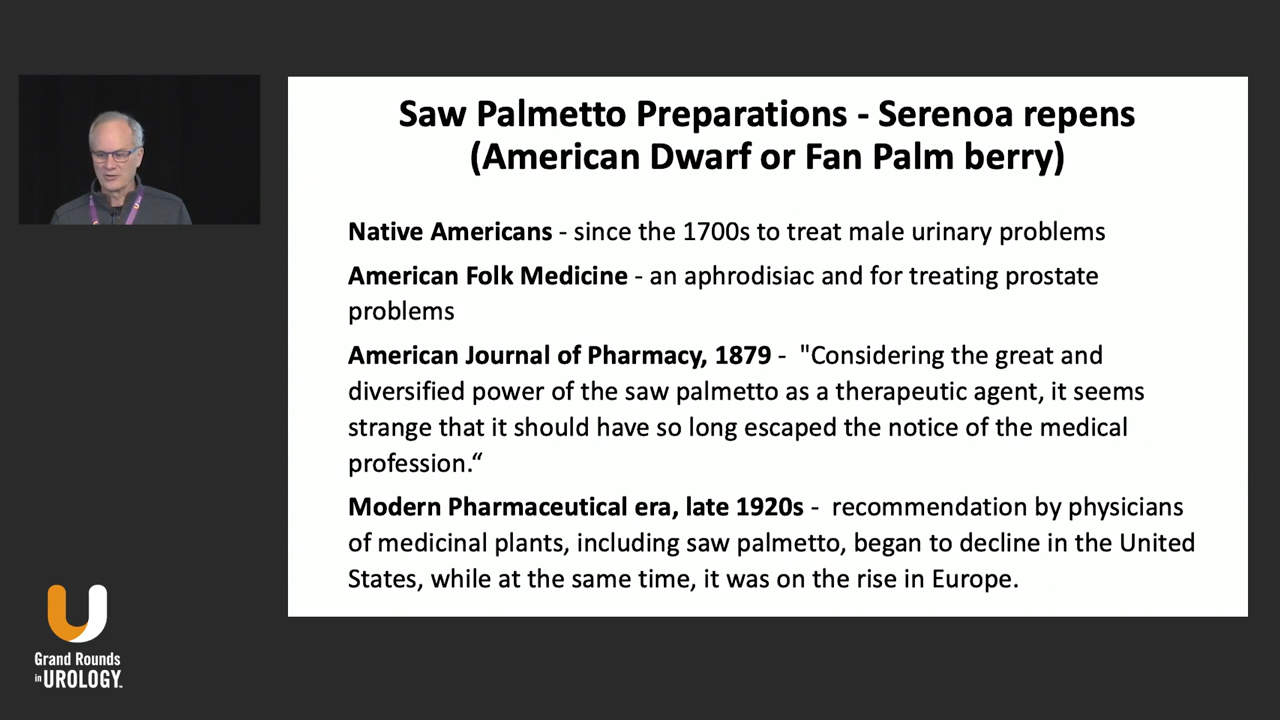 Saw Palmetto Preparations - Serenoa repens
(American Dwarf or Fan Palm berry)
Native Americans - since the 1700s to treat male urinary problems
American Folk Medicine - an aphrodisiac and for treating prostate
problems
American Journal of Pharmacy, 1879 -  "Considering the great and
diversified power of the saw palmetto as a therapeutic agent, it seems
strange that it should have so long escaped the notice of the medical
profession.“
Modern Pharmaceutical era, late 1920s -  recommendation by physicians
of medicinal plants, including saw palmetto, began to decline in the United
States, while at the same time, it was on the rise in Europe.
Grand Rounds
in UROLOGY™